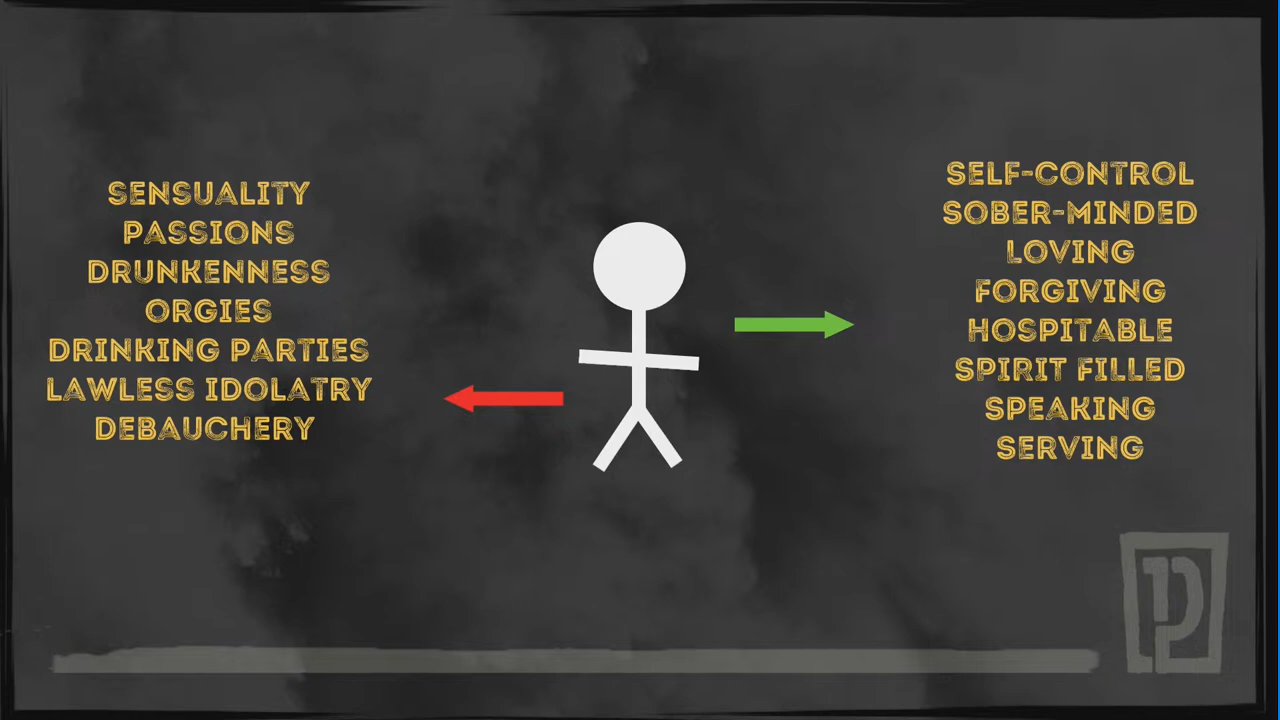 SENSUALITY
PASSIONS
DRUNKENNESS
ORGIES
DRINKING PARTIES
LAWLESS IDOLATRY
DEBAUCHERY
SELF-CONTROL
SOBER-MINDED
LOVING
FORGIVING
HOSPITABLE
SPIRIT FILLED
SPEAKING
SERVING
P